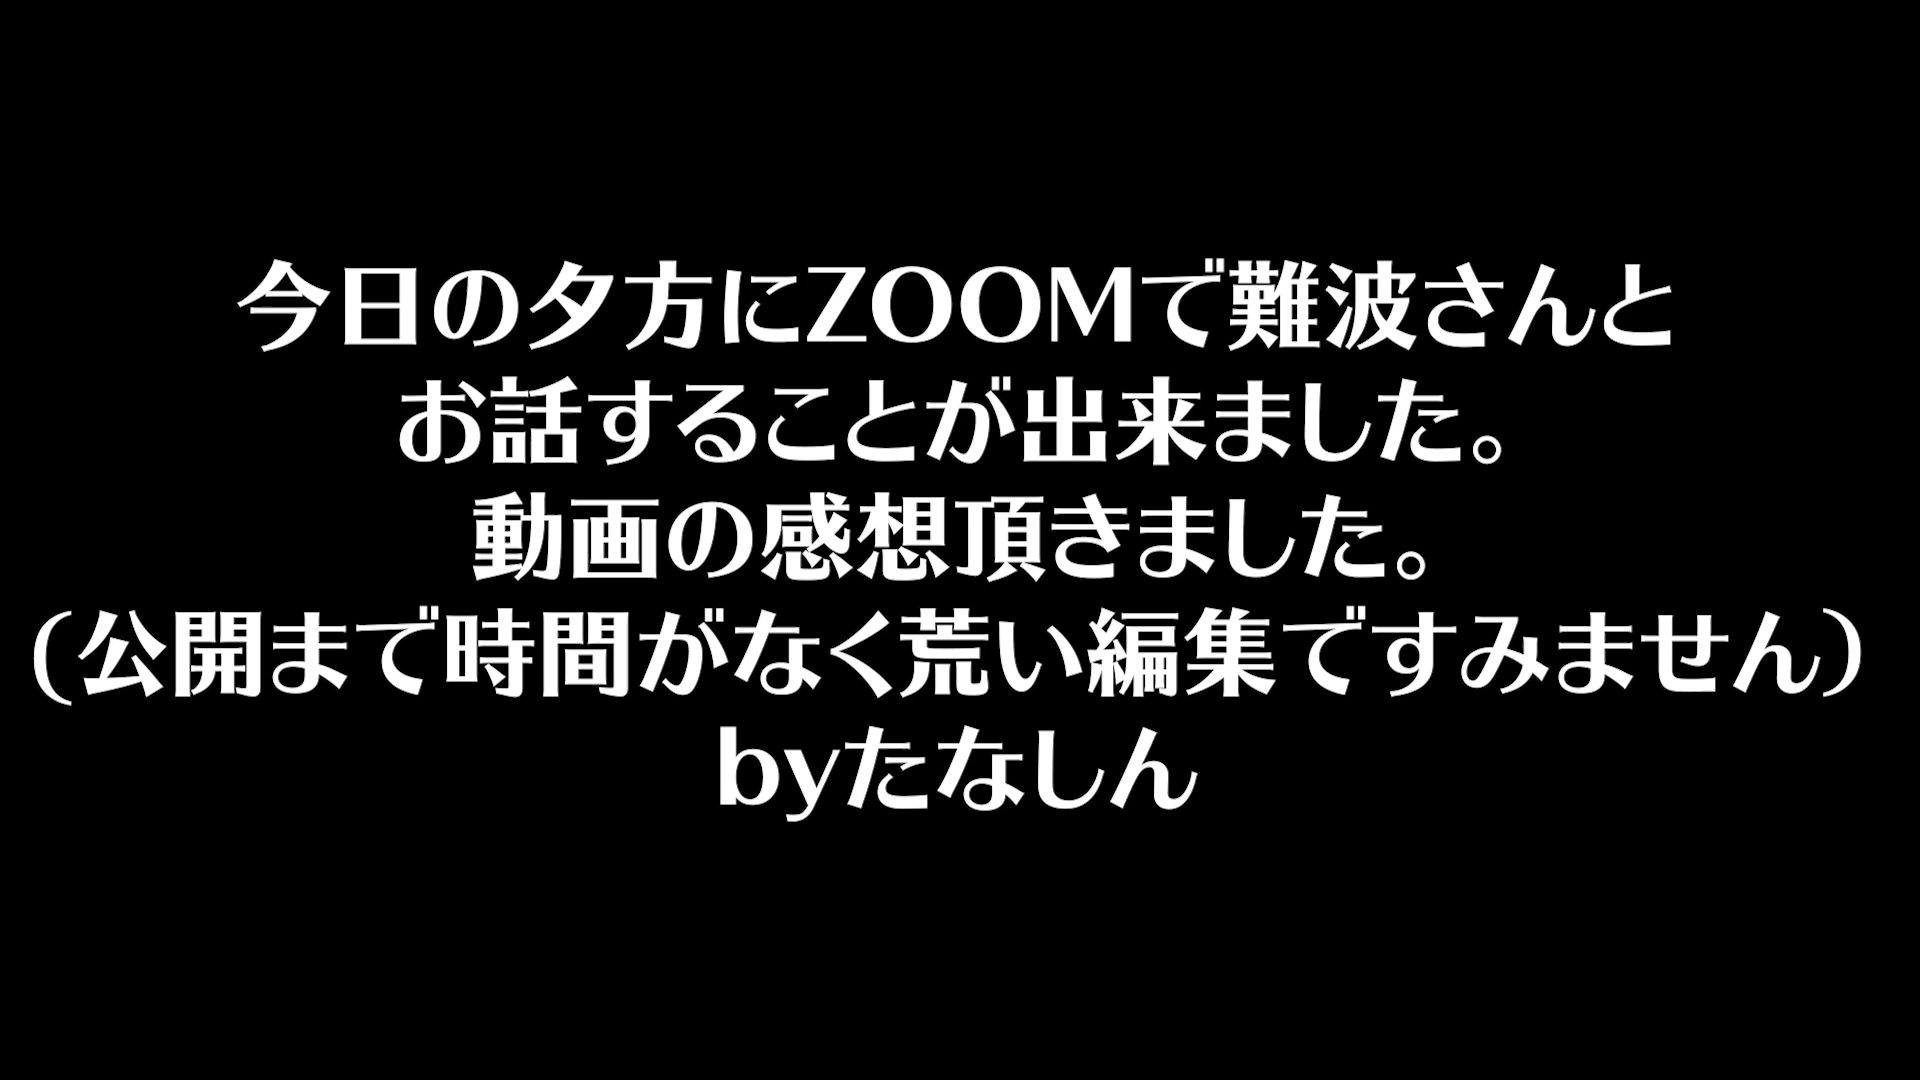 今日の夕方にZOOMで難波さんと
お話することが出来ました。
動画の感想頂きました。
(公開まで時間がなく荒い編集ですみません)
byたなしん